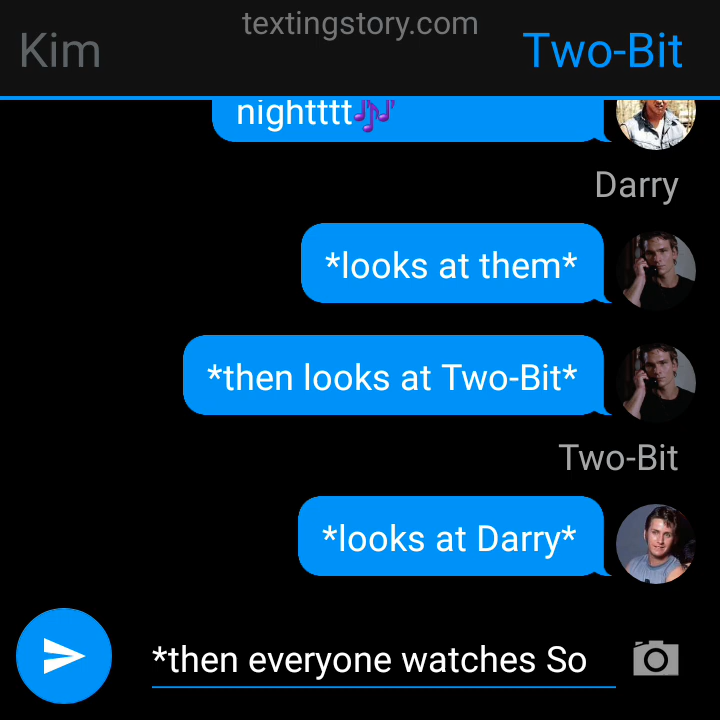 textingstory.com
Kim
Two-Bit
nightttt🎶
Darry
*looks at them*
*then looks at Two-Bit*
Two-Bit
*looks at Darry*
*then everyone watches So